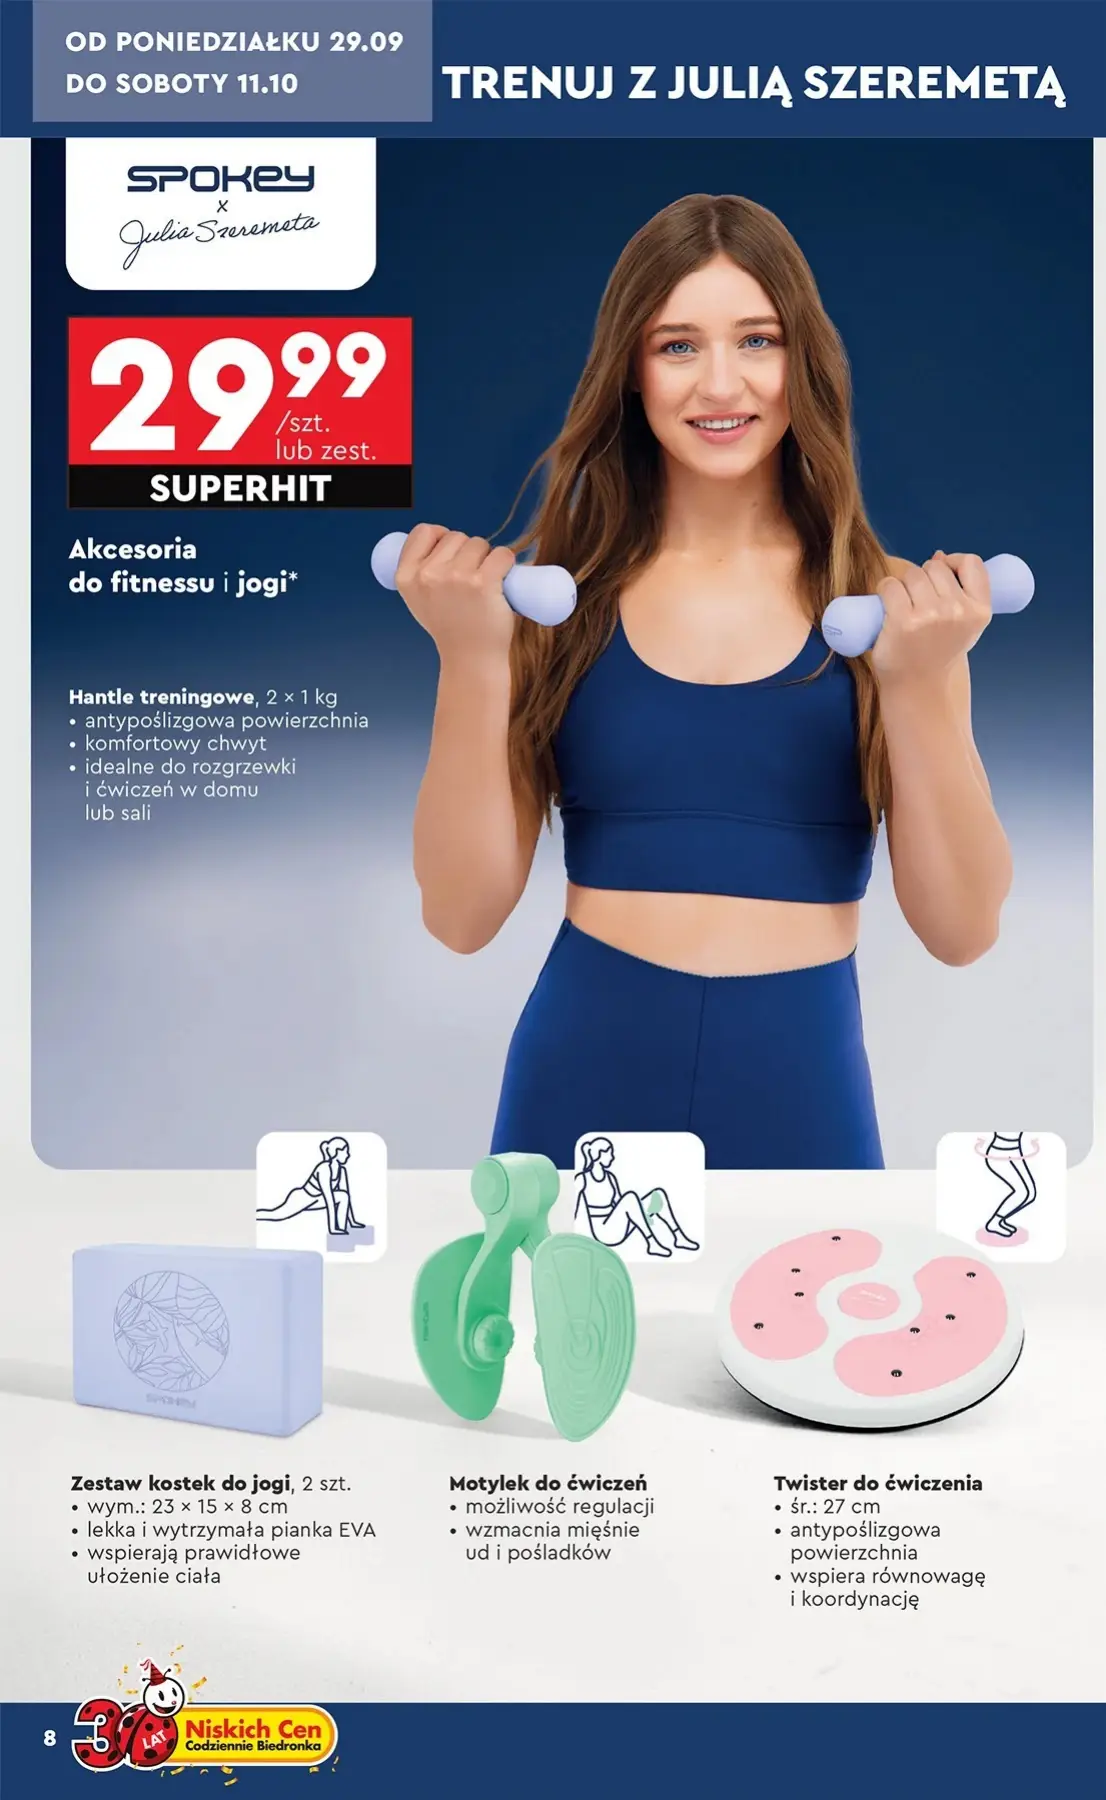 OD PONIEDZIAŁKU 29.09
DO SOBOTY 11.10
TRENUJ Z JULIĄ SZEREMETĄ
SPOKEY
x
Julia Szeremeta
29 99
/szt.
lub zest.
SUPERHIT
Akcesoria
do fitnessu i jogi*
Hantle treningowe, 2 × 1 kg
• antypoślizgowa powierzchnia
• komfortowy chwyt
• idealne do rozgrzewki
i ćwiczeń w domu
lub sali
SPOKEY
SPOKEY
Zestaw kostek do jogi, 2 szt.
• wym.: 23 × 15 × 8 cm
• lekka i wytrzymała pianka EVA
• wspierają prawidłowe
ułożenie ciała
Motylek do ćwiczeń
• możliwość regulacji
• wzmacnia mięśnie
ud i pośladków
Twister do ćwiczenia
• śr.: 27 cm
• antypoślizgowa
powierzchnia
• wspiera równowagę
i koordynację
8
30 LAT
Niskich Cen
Codziennie Biedronka